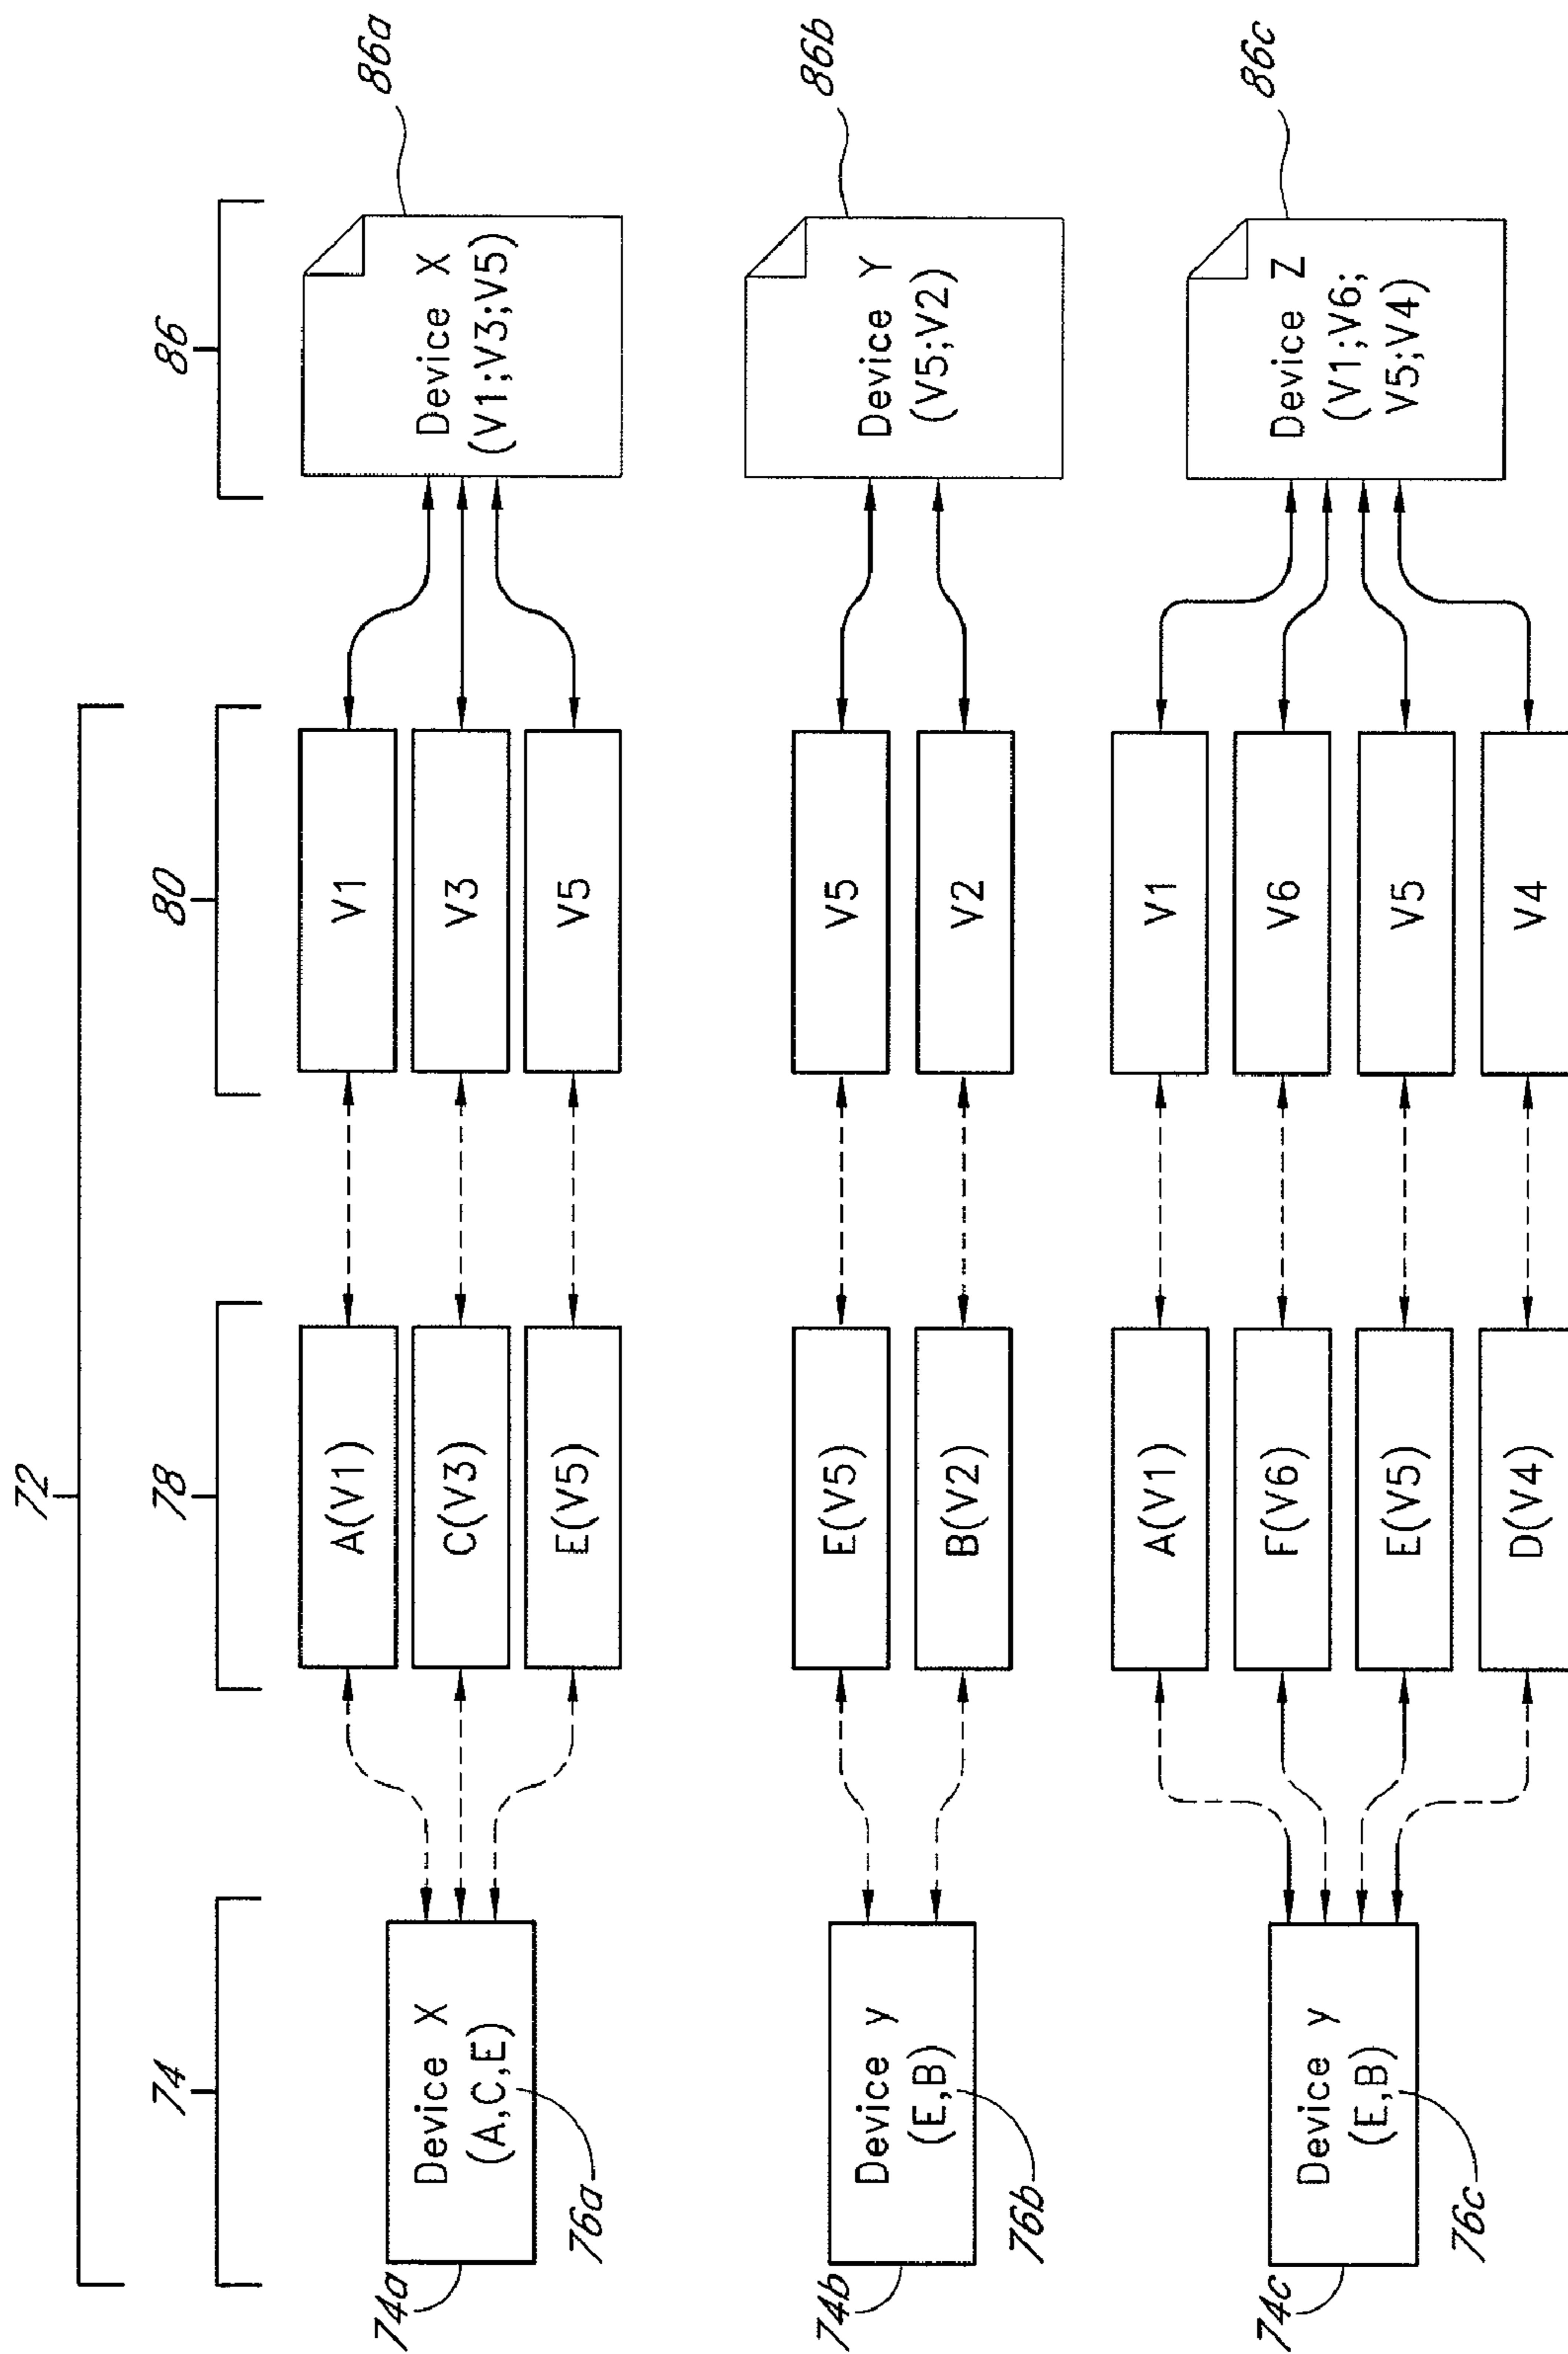 72
74
78
80
86
74a
Device X
(A,C,E)
76a
A(V1)
C(V3)
E(V5)
V1
V3
V5
Device X
(V1;V3;V5)
86a
74b
Device y
(E,B)
76b
E(V5)
B(V2)
V5
V2
Device Y
(V5;V2)
86b
74c
Device y
(E,B)
76c
A(V1)
F(V6)
E(V5)
D(V4)
V1
V6
V5
V4
Device Z
(V1;V6;
V5;V4)
86c